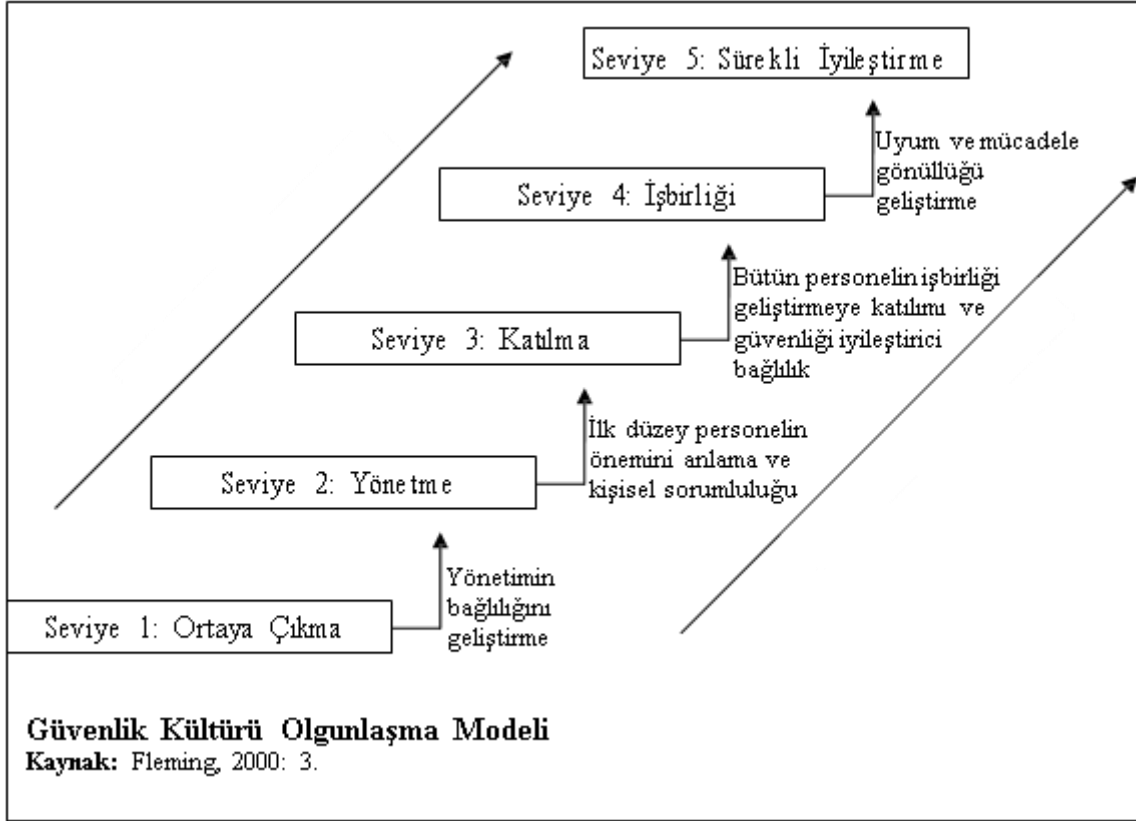 Seviye 5: Sürekli İyileştirme
Uyum ve mücadele
gönüllüğü
geliştirme
Seviye 4: İşbirliği
Bütün personelin işbirliği
geliştirmeye katılımı ve
güvenliği iyileştirici
bağlılık
Seviye 3: Katılma
İlk düzey personelin
önemini anlama ve
kişisel sorumluluğu
Seviye 2: Yönetme
Yönetimin
bağlılığını
geliştirme
Seviye 1: Ortaya Çıkma
Güvenlik Kültürü Olgunlaşma Modeli
Kaynak: Fleming, 2000: 3.